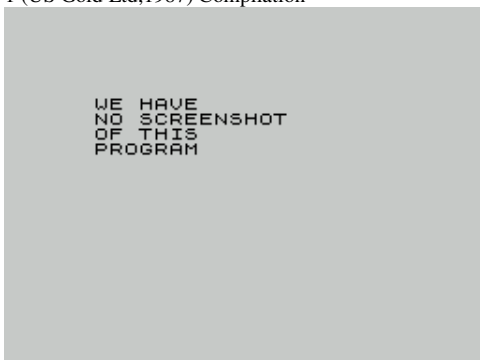 1 (US Gold Ltd,1987) Compilation
WE HAVE
NO SCREENSHOT
OF THIS
PROGRAM